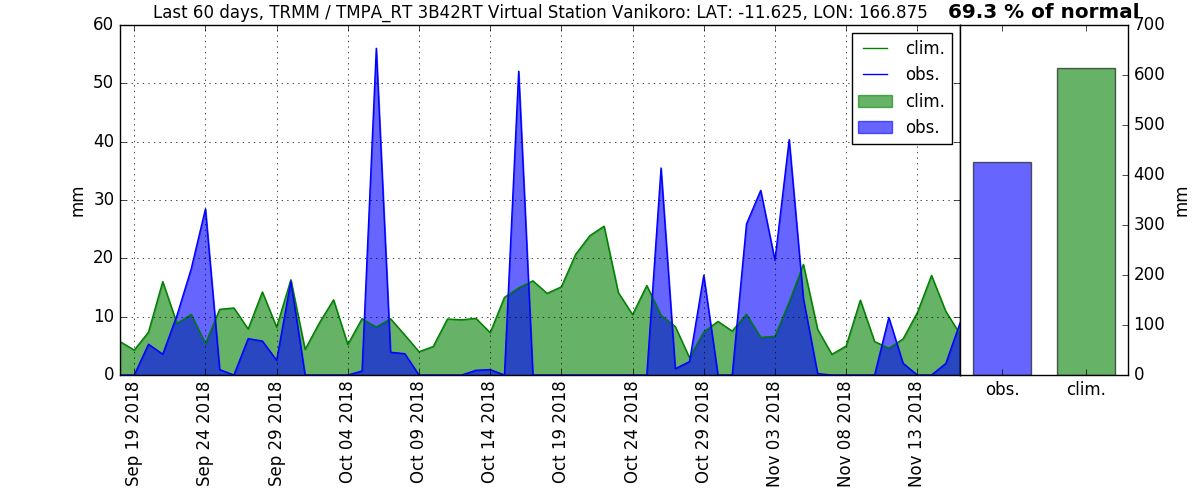 Last 60 days, TRMM / TMPA_RT 3B42RT Virtual Station Vanikoro: LAT: -11.625, LON: 166.875
69.3 % of normal
60
50
40
30
20
10
0
mm
clim.
obs.
clim.
obs.
Sep 19 2018
Sep 24 2018
Sep 29 2018
Oct 04 2018
Oct 09 2018
Oct 14 2018
Oct 19 2018
Oct 24 2018
Oct 29 2018
Nov 03 2018
Nov 08 2018
Nov 13 2018
700
600
500
400
300
200
100
0
mm
obs.
clim.